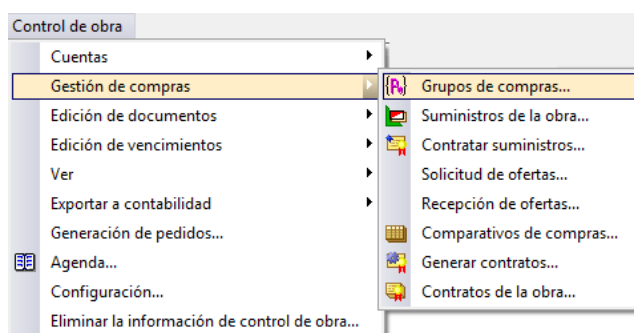 Control de obra
Cuentas
Gestión de compras
Edición de documentos
Edición de vencimientos
Ver
Exportar a contabilidad
Generación de pedidos...
Agenda...
Configuración...
Eliminar la información de control de obra...
Grupos de compras...
Suministros de la obra...
Contratar suministros...
Solicitud de ofertas...
Recepción de ofertas...
Comparativos de compras...
Generar contratos...
Contratos de la obra...